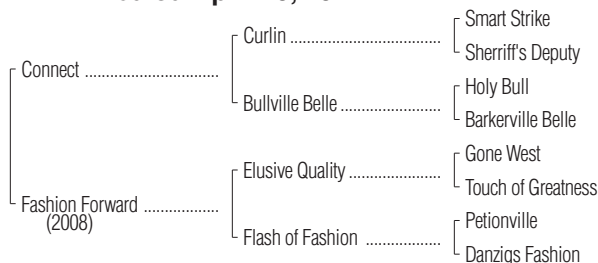 Smart Strike
Curlin ........................................
Sherriff's Deputy
Connect ....................................
Holy Bull
Bullville Belle ...........................
Barkerville Belle
Gone West
Elusive Quality ........................
Touch of Greatness
Fashion Forward ....................
(2008)
Petionville
Flash of Fashion ....................
Danzigs Fashion